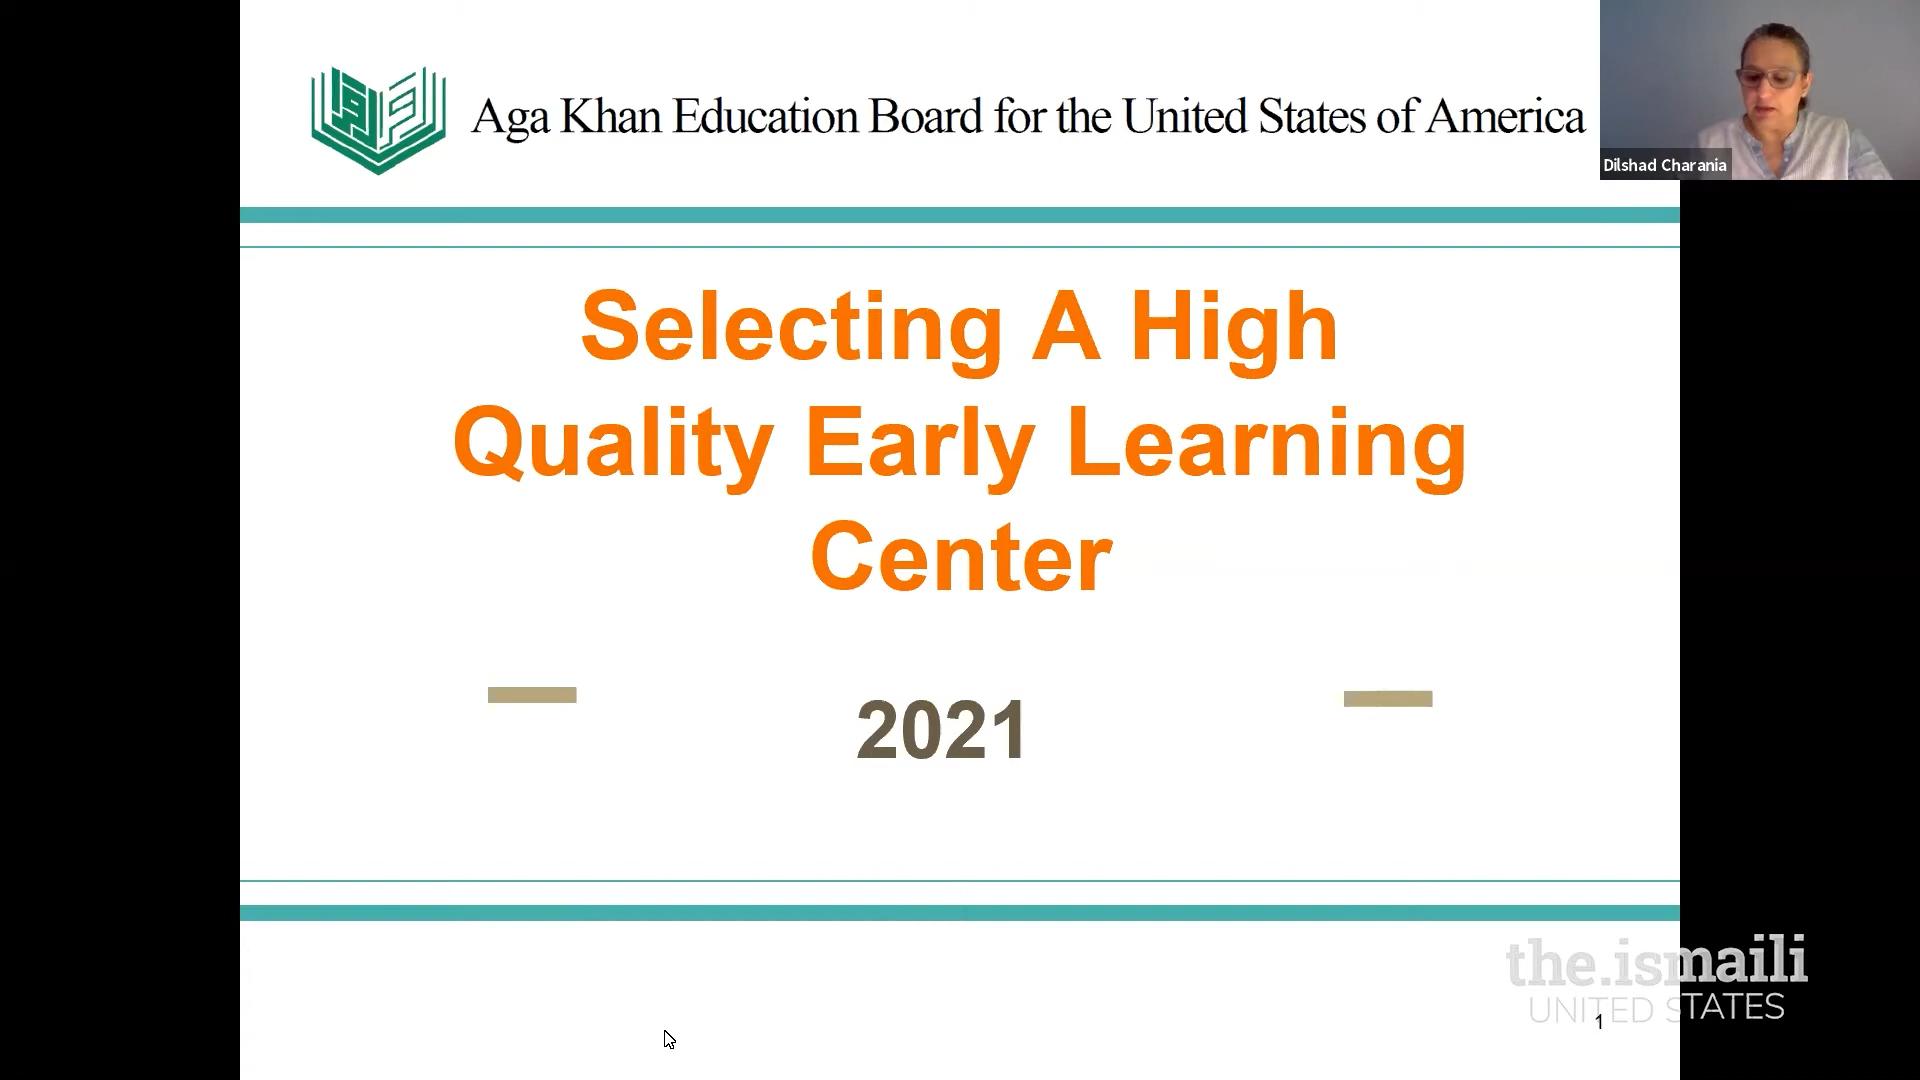 Aga Khan Education Board for the United States of America
Dilshad Charania
Selecting A High
Quality Early Learning
Center
2021
the.ismaili
UNITED STATES
1